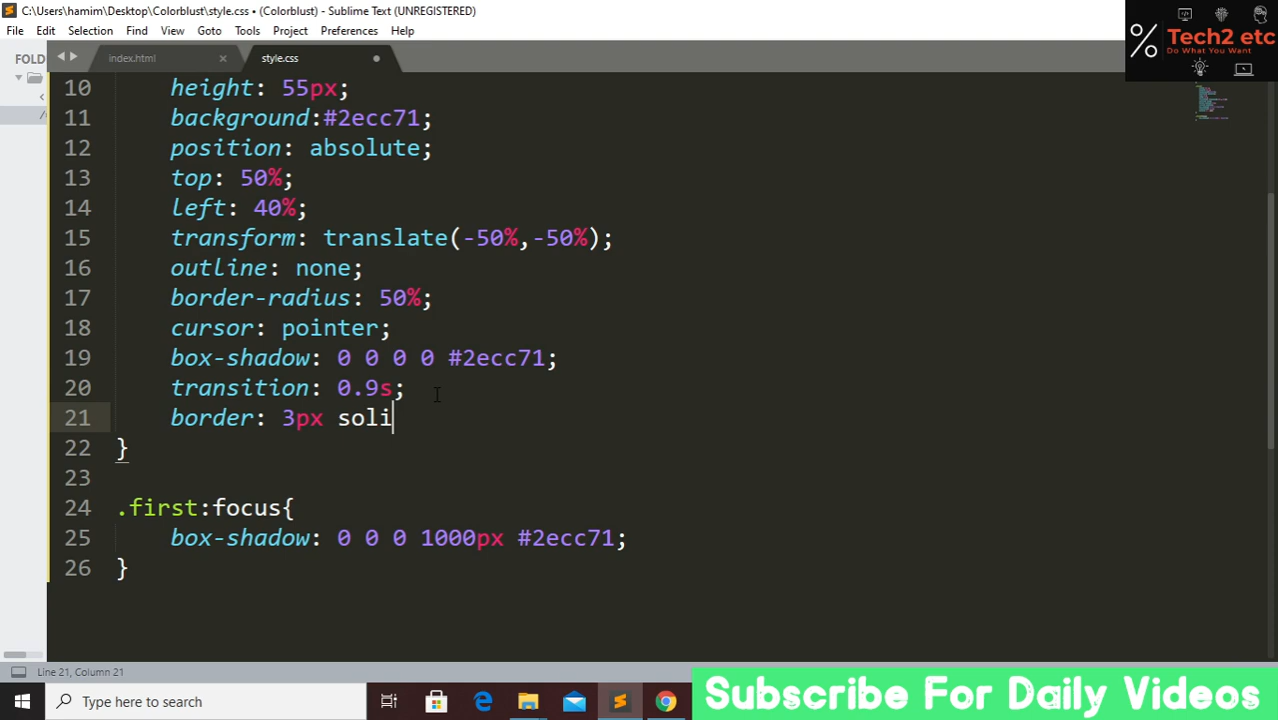 C:\Users\hamim\Desktop\Colorblust\style.css • (Colorblust) - Sublime Text (UNREGISTERED)
File Edit Selection Find View Goto Tools Project Preferences Help
Tech2 etc
Do What You Want
FOLD
index.html
style.css
10 height: 55px;
11 background:#2ecc71;
12 position: absolute;
13 top: 50%;
14 left: 40%;
15 transform: translate(-50%,-50%);
16 outline: none;
17 border-radius: 50%;
18 cursor: pointer;
19 box-shadow: 0 0 0 0 #2ecc71;
20 transition: 0.9s;
21 border: 3px soli
22 }
23
24 .first:focus{
25 box-shadow: 0 0 0 1000px #2ecc71;
26 }
Line 21, Column 21
Type here to search
Subscribe For Daily Videos